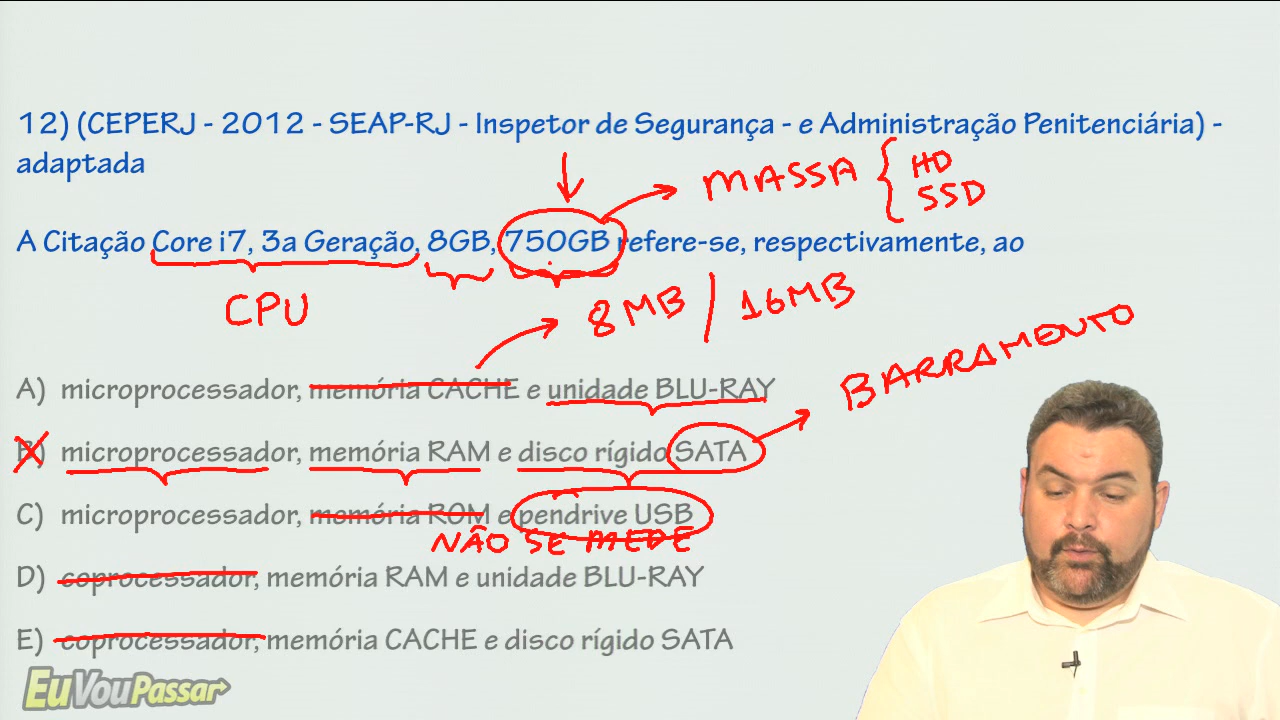 12) (CEPERJ - 2012 - SEAP-RJ - Inspetor de Segurança - e Administração Penitenciária) -
adaptada
MASSA { HD
SSD
A Citação Core i7, 3a Geração, 8GB, 750GB refere-se, respectivamente, ao
CPU
8MB / 16MB
BARRAMENTO
A) microprocessador, memória CACHE e unidade BLU-RAY
B) microprocessador, memória RAM e disco rígido SATA
C) microprocessador, memória ROM e pendrive USB
NÃO SE MEDE
D) coprocessador, memória RAM e unidade BLU-RAY
E) coprocessador, memória CACHE e disco rígido SATA
EuVouPassar